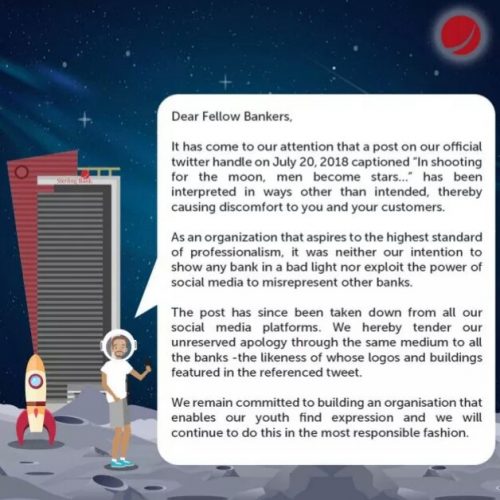 Sterling Bank
Dear Fellow Bankers,
It has come to our attention that a post on our official
twitter handle on July 20, 2018 captioned “In shooting
for the moon, men become stars...” has been
interpreted in ways other than intended, thereby
causing discomfort to you and your customers.
As an organization that aspires to the highest standard
of professionalism, it was neither our intention to
show any bank in a bad light nor exploit the power of
social media to misrepresent other banks.
The post has since been taken down from all our
social media platforms. We hereby tender our
unreserved apology through the same medium to all
the banks -the likeness of whose logos and buildings
featured in the referenced tweet.
We remain committed to building an organisation that
enables our youth find expression and we will
continue to do this in the most responsible fashion.